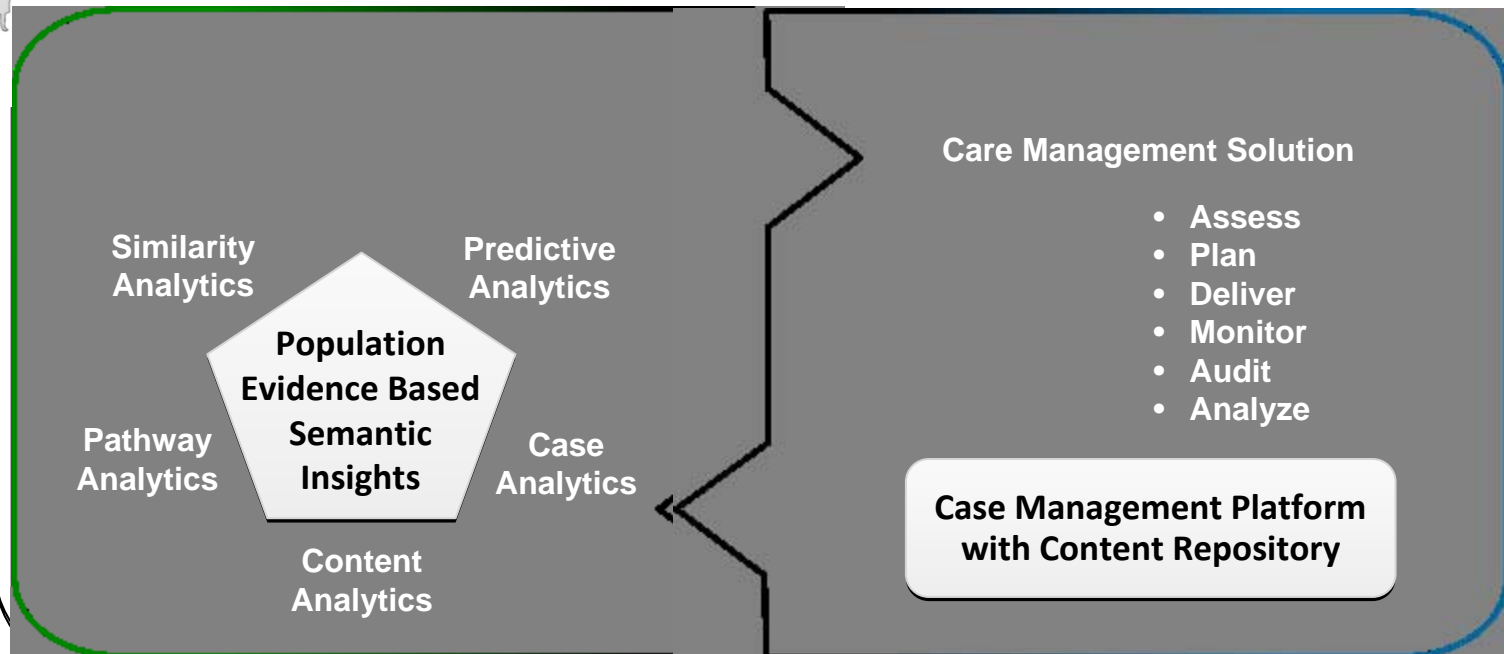 Similarity
Analytics
Predictive
Analytics
Population
Evidence Based
Semantic
Insights
Pathway
Analytics
Case
Analytics
Content
Analytics
Care Management Solution
• Assess
• Plan
• Deliver
• Monitor
• Audit
• Analyze
Case Management Platform
with Content Repository